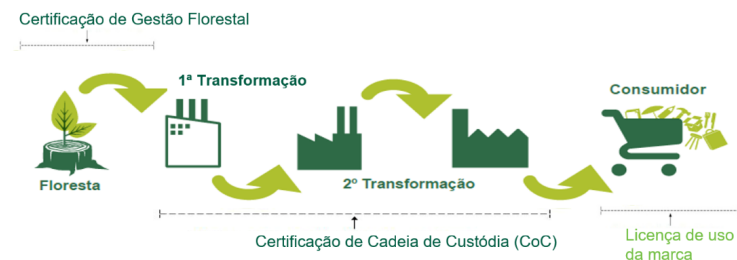 Certificação de Gestão Florestal
1ª Transformação
Consumidor
Floresta
2º Transformação
Certificação de Cadeia de Custódia (CoC)
Licença de uso
da marca